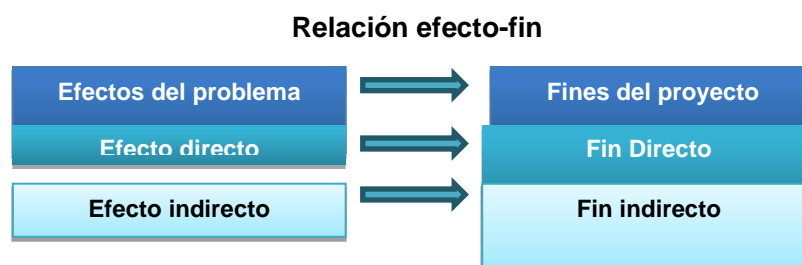 Relación efecto-fin
Efectos del problema
Fines del proyecto
Efecto directo
Fin Directo
Efecto indirecto
Fin indirecto